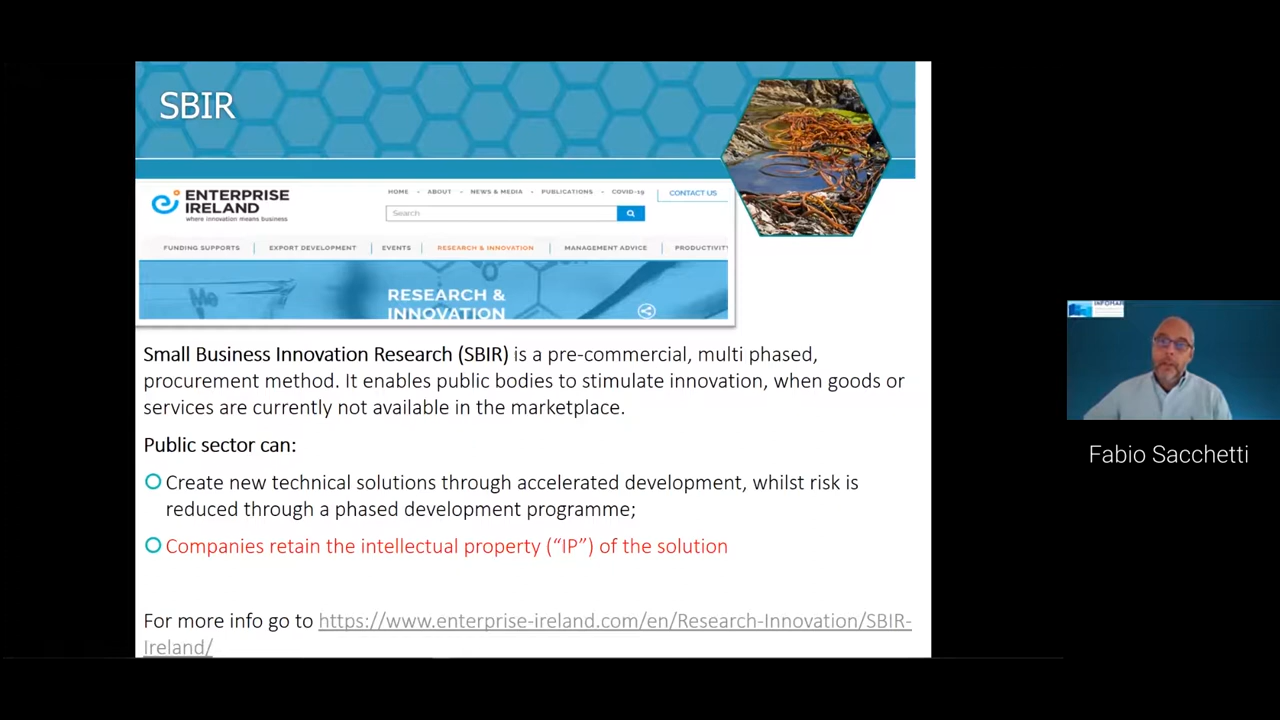 SBIR
ENTERPRISE
IRELAND
where innovation means business
HOME - ABOUT - NEWS & MEDIA - PUBLICATIONS - COVID-19
CONTACT US
Search
FUNDING SUPPORTS | EXPORT DEVELOPMENT | EVENTS | RESEARCH & INNOVATION | MANAGEMENT ADVICE | PRODUCTIVIT
RESEARCH &
INNOVATION
Small Business Innovation Research (SBIR) is a pre-commercial, multi phased,
procurement method. It enables public bodies to stimulate innovation, when goods or
services are currently not available in the marketplace.
Public sector can:
Create new technical solutions through accelerated development, whilst risk is
reduced through a phased development programme;
Companies retain the intellectual property (“IP”) of the solution
For more info go to https://www.enterprise-ireland.com/en/Research-Innovation/SBIR-
Ireland/
Fabio Sacchetti